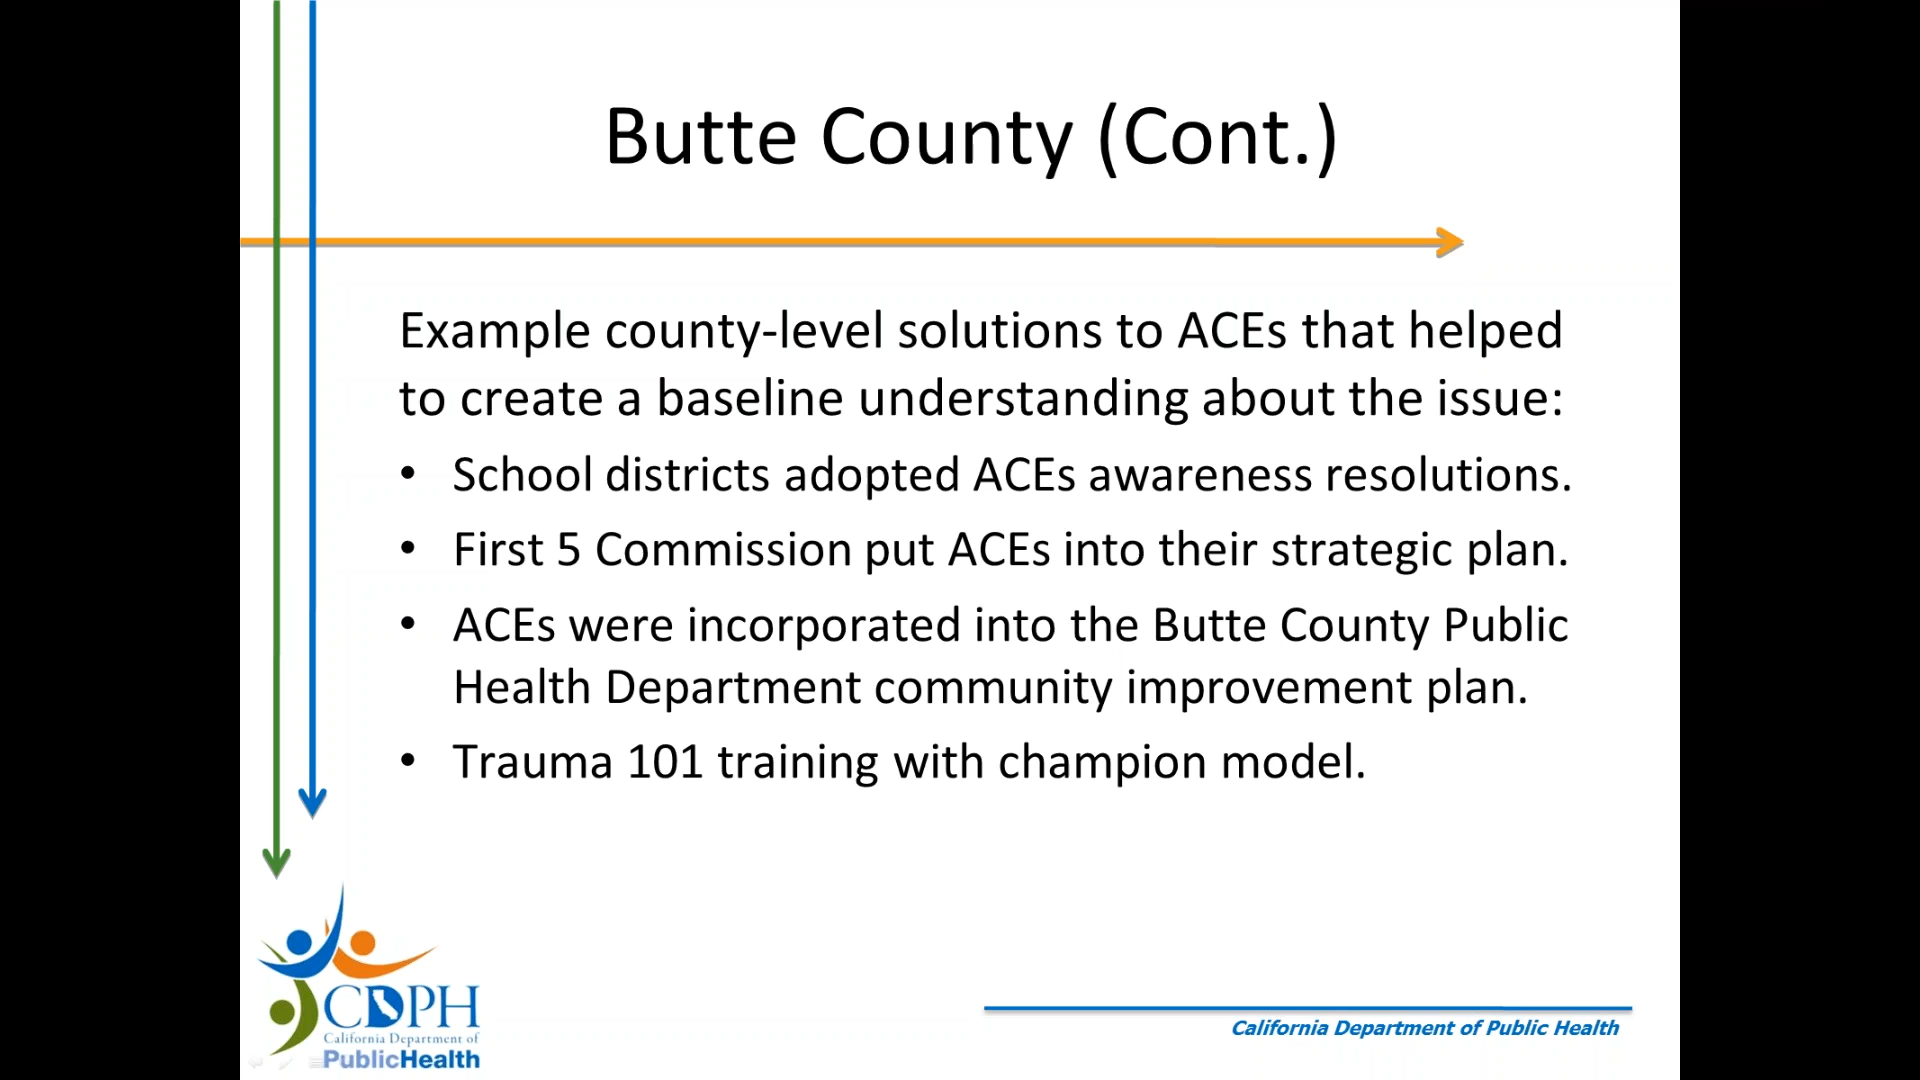 Butte County (Cont.)
Example county-level solutions to ACEs that helped
to create a baseline understanding about the issue:
• School districts adopted ACEs awareness resolutions.
• First 5 Commission put ACEs into their strategic plan.
• ACEs were incorporated into the Butte County Public
Health Department community improvement plan.
• Trauma 101 training with champion model.
CDPH
California Department of
PublicHealth
California Department of Public Health